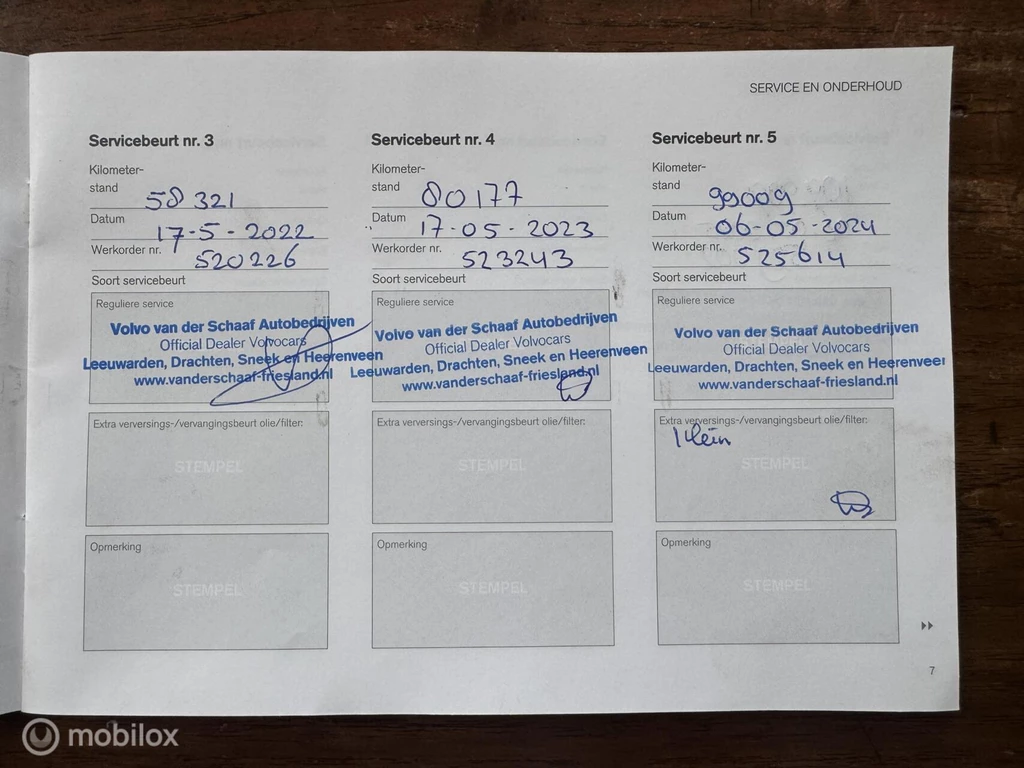 SERVICE EN ONDERHOUD
Servicebeurt nr. 3
Kilometer-
stand 58 321
Datum 17-5-2022
Werkorder nr. 520226
Soort servicebeurt
Reguliere service
Volvo van der Schaaf Autobedrijven
Official Dealer Volvocars
Leeuwarden, Drachten, Sneek en Heerenveen
www.vanderschaaf-friesland.nl
Extra verversings-/vervangingsbeurt olie/filter:
STEMPEL
Opmerking
STEMPEL
Servicebeurt nr. 4
Kilometer-
stand 80177
Datum 17-05-2023
Werkorder nr. 523243
Soort servicebeurt
Reguliere service
Volvo van der Schaaf Autobedrijven
Official Dealer Volvocars
Leeuwarden, Drachten, Sneek en Heerenveen
www.vanderschaaf-friesland.nl
Extra verversings-/vervangingsbeurt olie/filter:
STEMPEL
Opmerking
STEMPEL
Servicebeurt nr. 5
Kilometer-
stand 99009
Datum 06-05-2024
Werkorder nr. 525614
Soort servicebeurt
Reguliere service
Volvo van der Schaaf Autobedrijven
Official Dealer Volvocars
Leeuwarden, Drachten, Sneek en Heerenveen
www.vanderschaaf-friesland.nl
Extra verversings-/vervangingsbeurt olie/filter:
Klein
STEMPEL
Opmerking
STEMPEL
7
mobilox